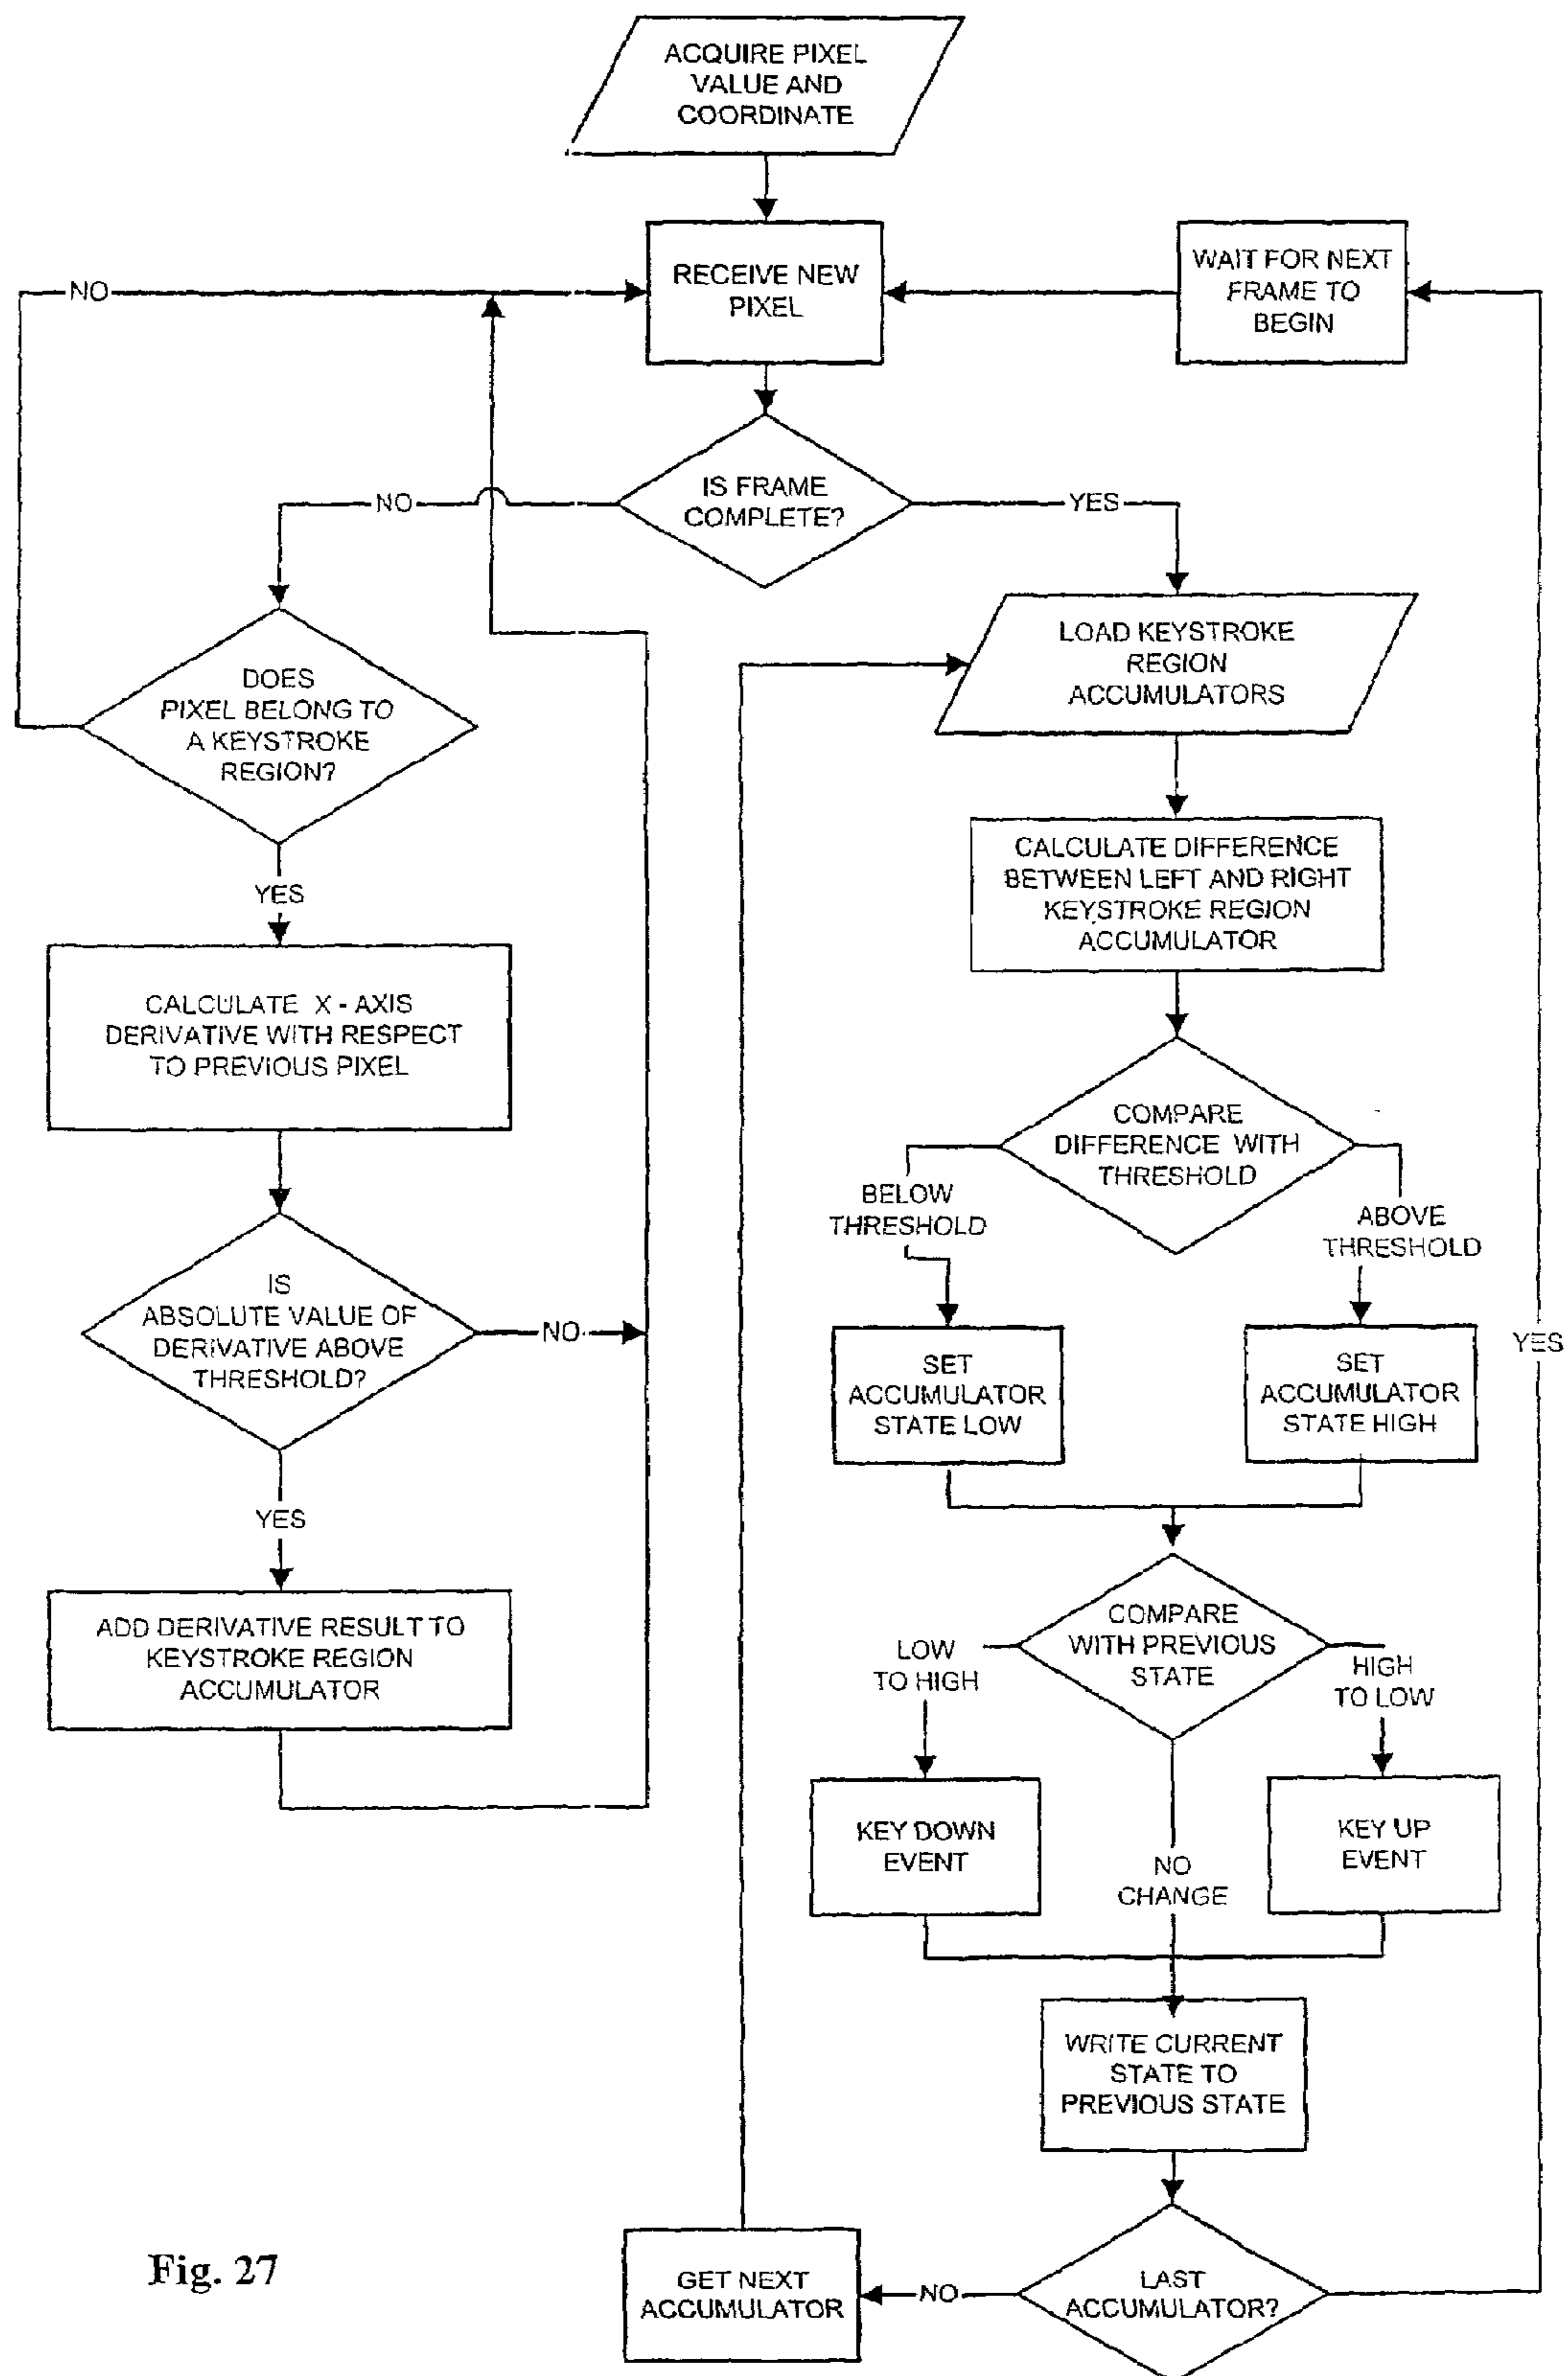 ACQUIRE PIXEL
VALUE AND
COORDINATE
RECEIVE NEW
PIXEL
WAIT FOR NEXT
FRAME TO
BEGIN
NO
IS FRAME
COMPLETE?
NO
YES
DOES
PIXEL BELONG TO
A KEYSTROKE
REGION?
YES
CALCULATE X - AXIS
DERIVATIVE WITH RESPECT
TO PREVIOUS PIXEL
IS
ABSOLUTE VALUE OF
DERIVATIVE ABOVE
THRESHOLD?
NO
YES
ADD DERIVATIVE RESULT TO
KEYSTROKE REGION
ACCUMULATOR
LOAD KEYSTROKE
REGION
ACCUMULATORS
CALCULATE DIFFERENCE
BETWEEN LEFT AND RIGHT
KEYSTROKE REGION
ACCUMULATOR
COMPARE
DIFFERENCE WITH
THRESHOLD
BELOW
THRESHOLD
ABOVE
THRESHOLD
SET
ACCUMULATOR
STATE LOW
SET
ACCUMULATOR
STATE HIGH
YES
COMPARE
WITH PREVIOUS
STATE
LOW
TO HIGH
HIGH
TO LOW
KEY DOWN
EVENT
NO
CHANGE
KEY UP
EVENT
WRITE CURRENT
STATE TO
PREVIOUS STATE
LAST
ACCUMULATOR?
NO
GET NEXT
ACCUMULATOR
Fig. 27